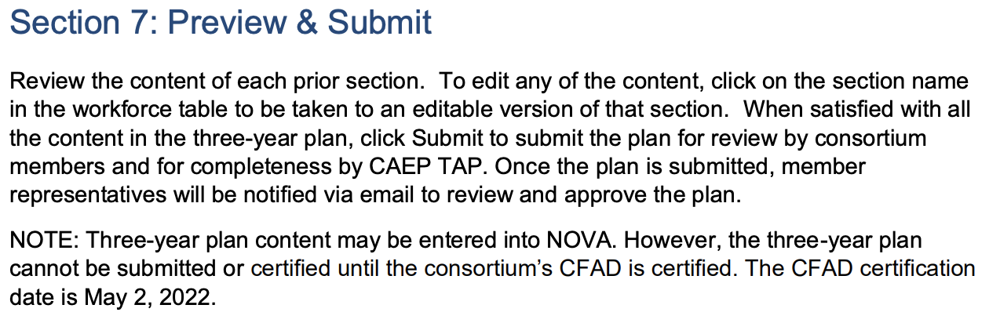 Section 7: Preview & Submit
Review the content of each prior section.  To edit any of the content, click on the section name
in the workforce table to be taken to an editable version of that section.  When satisfied with all
the content in the three-year plan, click Submit to submit the plan for review by consortium
members and for completeness by CAEP TAP. Once the plan is submitted, member
representatives will be notified via email to review and approve the plan.
NOTE: Three-year plan content may be entered into NOVA. However, the three-year plan
cannot be submitted or certified until the consortium’s CFAD is certified. The CFAD certification
date is May 2, 2022.